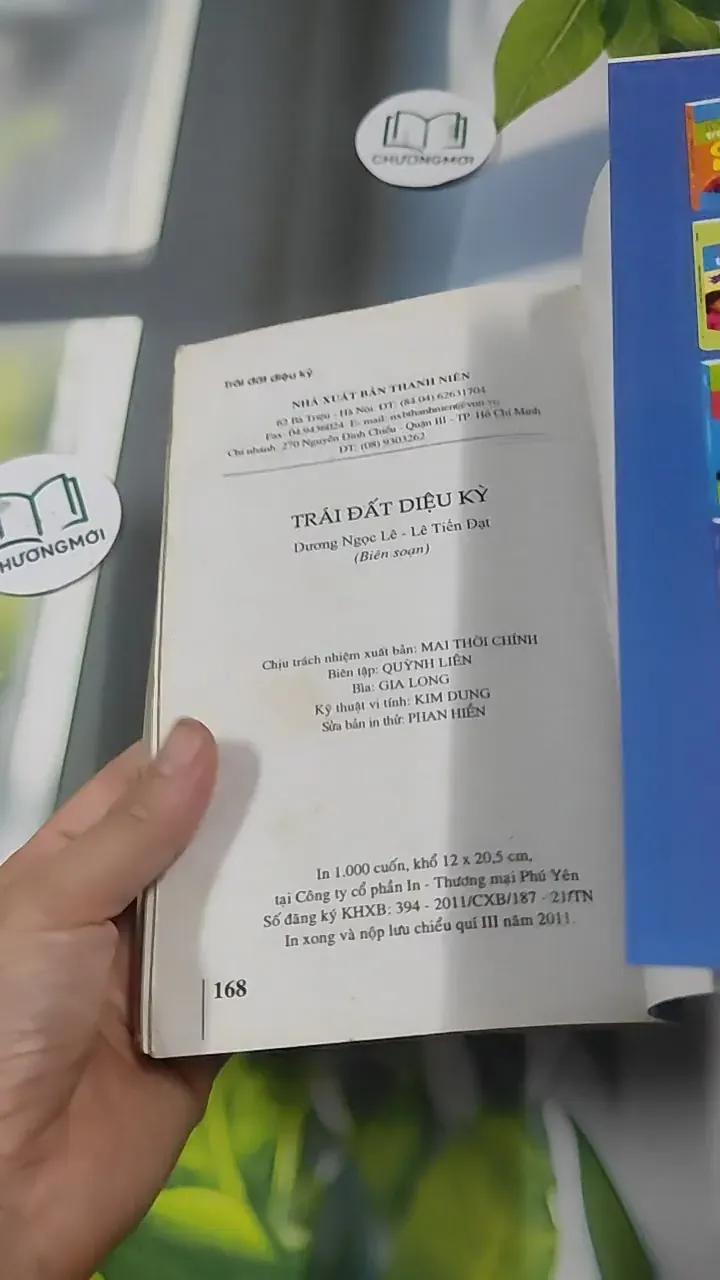 CHƯƠNGMỚI
Trái đất diệu kỳ
NHÀ XUẤT BẢN THANH NIÊN
62 Bà Triệu - Hà Nội. ĐT: (84.04) 62631704
Fax: 04.9436024. E-mail: nxbthanhnien@vnn.vn
Chi nhánh: 270 Nguyễn Đình Chiểu - Quận III - TP. Hồ Chí Minh
ĐT: (08) 9303262
HƯƠNGMỚI
TRÁI ĐẤT DIỆU KỲ
Dương Ngọc Lê - Lê Tiến Đạt
(Biên soạn)
Chịu trách nhiệm xuất bản: MAI THỜI CHÍNH
Biên tập: QUỲNH LIÊN
Bìa: GIA LONG
Kỹ thuật vi tính: KIM DUNG
Sửa bản in thử: PHAN HIỀN
In 1.000 cuốn, khổ 12 x 20,5 cm,
tại Công ty cổ phần In - Thương mại Phú Yên
Số đăng ký KHXB: 394 - 2011/CXB/187 - 21/TN
In xong và nộp lưu chiểu quí III năm 2011.
168